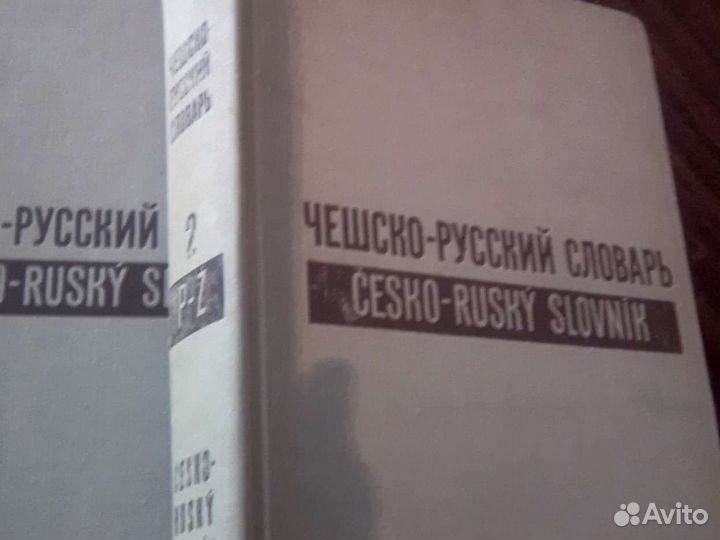 -РУССКИЙ
O-RUSKÝ S
ЧЕШСКО-
РУССКИЙ
СЛОВАРЬ
2
P-Z
ČESKO-
RUSKÝ
ЧЕШСКО-РУССКИЙ СЛОВАРЬ
ČESKO-RUSKÝ SLOVNÍK
Avito